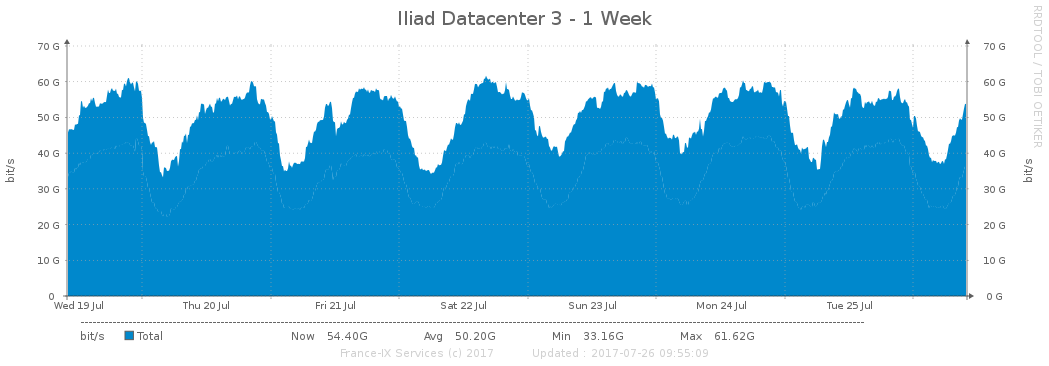 Iliad Datacenter 3 - 1 Week
RRDTOOL / TOBI OETIKER
70 G 70 G
60 G 60 G
50 G 50 G
40 G 40 G
30 G 30 G
20 G 20 G
10 G 10 G
0 0 G
bit/s bit/s
Wed 19 Jul Thu 20 Jul Fri 21 Jul Sat 22 Jul Sun 23 Jul Mon 24 Jul Tue 25 Jul
bit/s Total Now 54.40G Avg 50.20G Min 33.16G Max 61.62G
France-IX Services (c) 2017 Updated : 2017-07-26 09:55:09